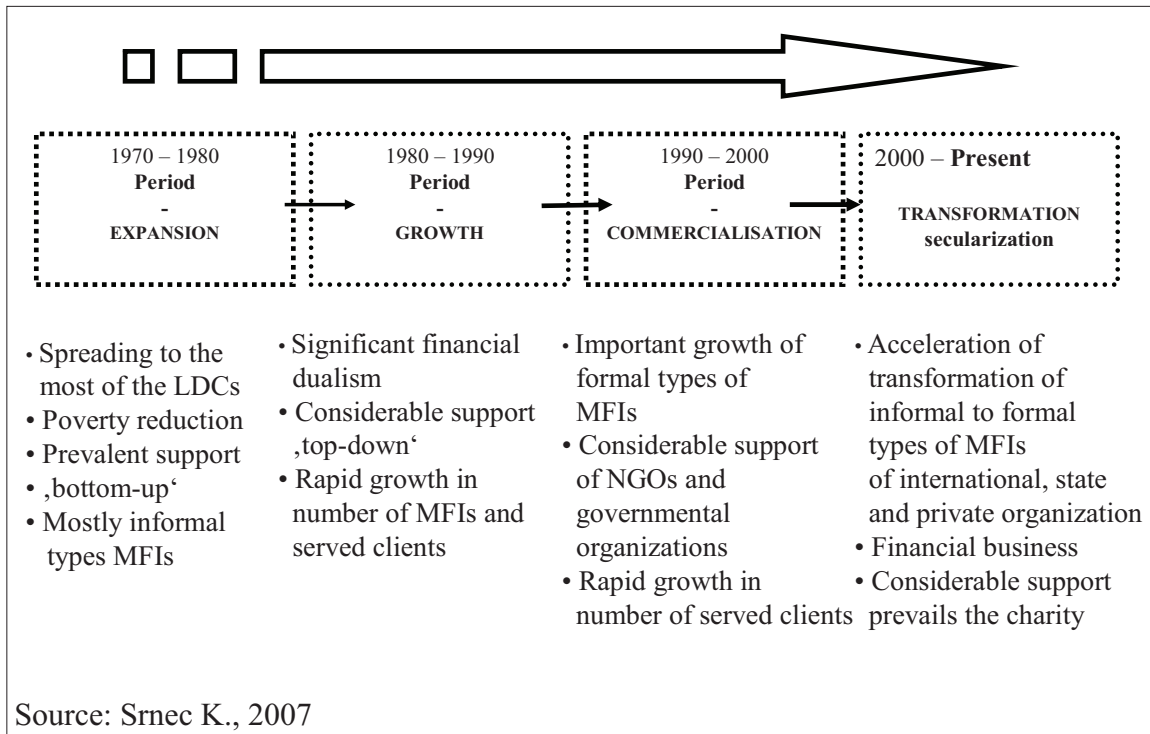 1970 – 1980
Period
-
EXPANSION
1980 – 1990
Period
-
GROWTH
1990 – 2000
Period
-
COMMERCIALISATION
2000 – Present
TRANSFORMATION
secularization
• Spreading to the
most of the LDCs
• Poverty reduction
• Prevalent support
• ‚bottom-up‘
• Mostly informal
types MFIs
• Significant financial
dualism
• Considerable support
‚top-down‘
• Rapid growth in
number of MFIs and
served clients
• Important growth of
formal types of
MFIs
• Considerable support
of NGOs and
governmental
organizations
• Rapid growth in
number of served clients
• Acceleration of
transformation of
informal to formal
types of MFIs
of international, state
and private organization
• Financial business
• Considerable support
prevails the charity
Source: Srnec K., 2007